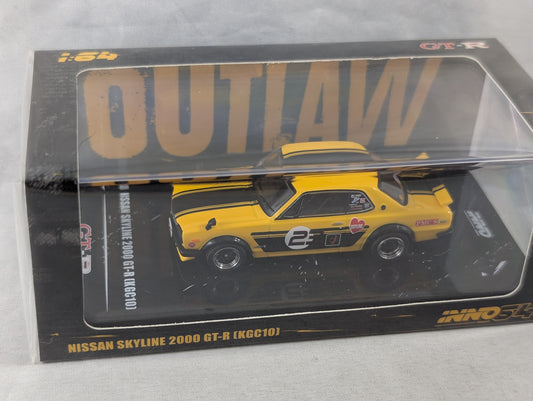 1:64
GT-R
OUTLAW
NISSAN SKYLINE 2000 GT-R (KGC10)
GT-R
2
NISSAN SKYLINE 2000 GT-R (KGC10)
INNO64